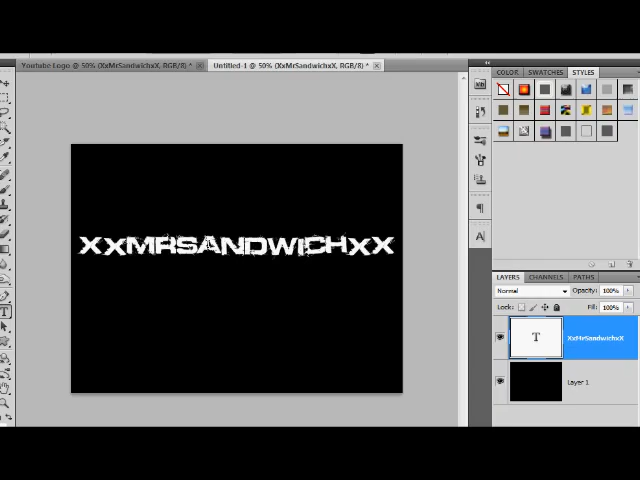 Youtube Logo @ 50% (XxMrSandwichxX, RGB/8) *
Untitled-1 @ 50% (XxMrSandwichxX, RGB/8) *
COLOR SWATCHES STYLES
XXMRSANDWICHXX
LAYERS CHANNELS PATHS
Normal Opacity: 100%
Lock: Fill: 100%
T XxMrSandwichxX
Layer 1